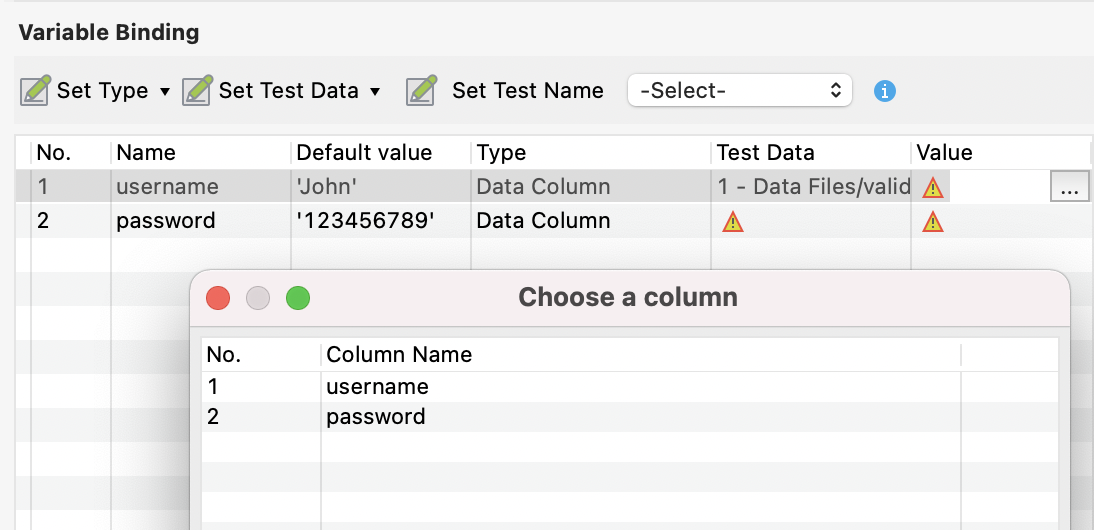 Variable Binding
Set Type Set Test Data Set Test Name -Select- i
No. Name Default value Type Test Data Value
1 username 'John' Data Column 1 - Data Files/valid ...
2 password '123456789' Data Column
Choose a column
No. Column Name
1 username
2 password